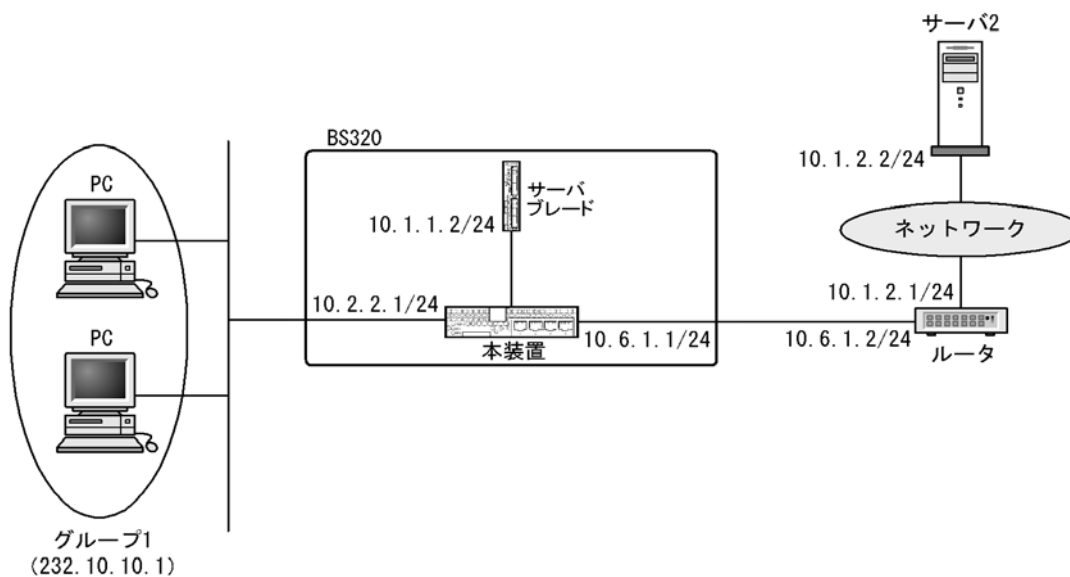 サーバ2
BS320
10.1.2.2/24
PC
サーバ
ブレード
10.1.1.2/24
ネットワーク
10.2.2.1/24
10.1.2.1/24
本装置
10.6.1.1/24
10.6.1.2/24
ルータ
PC
グループ1
(232.10.10.1)